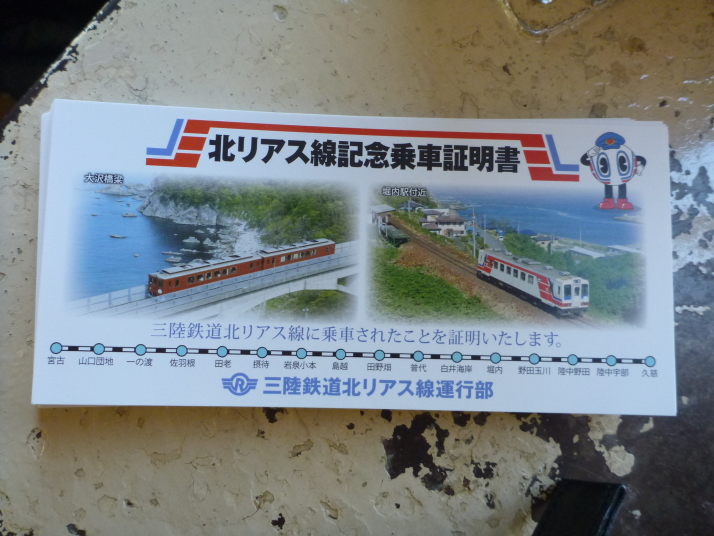 北リアス線記念乗車証明書
大沢橋梁
堀内駅付近
三陸鉄道北リアス線に乗車されたことを証明いたします。
宮古 山口団地 一の渡 佐羽根 田老 摂待 岩泉小本 島越 田野畑 普代 白井海岸 堀内 野田玉川 陸中野田 陸中宇部 久慈
三陸鉄道北リアス線運行部